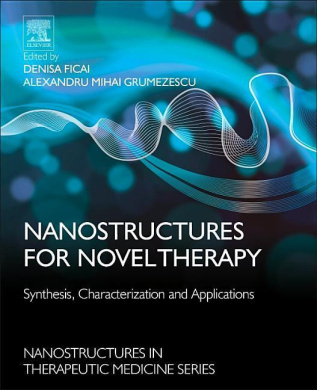 ELSEVIER
Edited by
DENISA FICAI
ALEXANDRU MIHAI GRUMEZESCU
NANOSTRUCTURES
FOR NOVEL THERAPY
Synthesis, Characterization and Applications
NANOSTRUCTURES IN
THERAPEUTIC MEDICINE SERIES